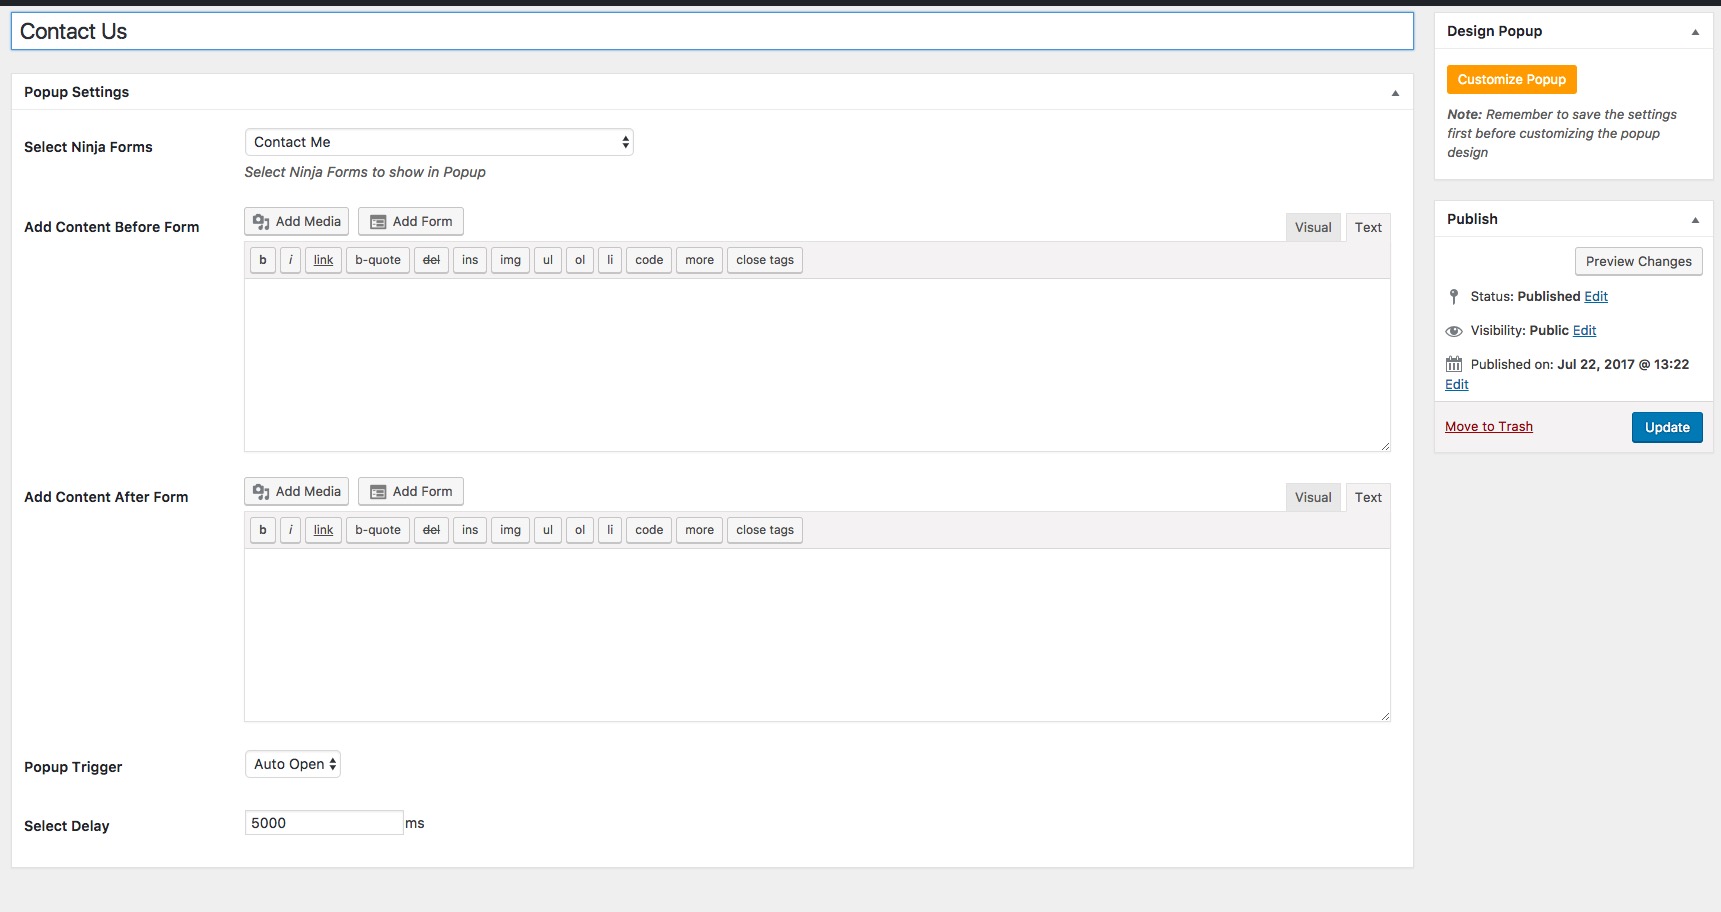 Contact Us
Popup Settings
Select Ninja Forms
Contact Me
Select Ninja Forms to show in Popup
Add Content Before Form
Add Media
Add Form
Visual
Text
b i link b-quote del ins img ul ol li code more close tags
Add Content After Form
Add Media
Add Form
Visual
Text
b i link b-quote del ins img ul ol li code more close tags
Popup Trigger
Auto Open
Select Delay
5000 ms
Design Popup
Customize Popup
Note: Remember to save the settings
first before customizing the popup
design
Publish
Preview Changes
Status: Published Edit
Visibility: Public Edit
Published on: Jul 22, 2017 @ 13:22
Edit
Move to Trash
Update